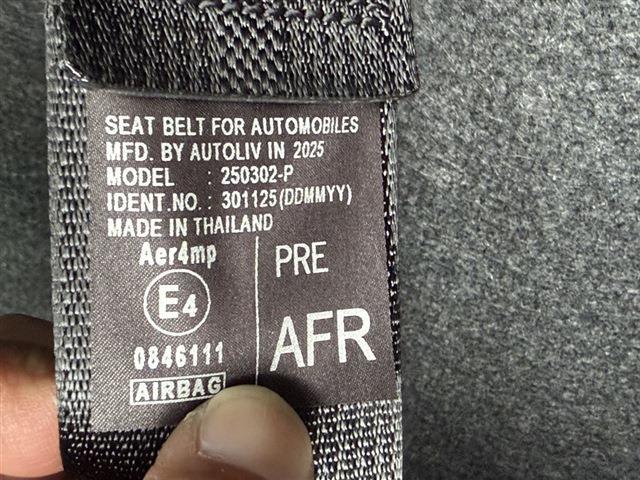 SEAT BELT FOR AUTOMOBILES
MFD. BY AUTOLIV IN 2025
MODEL : 250302-P
IDENT.NO. : 301125(DDMMYY)
MADE IN THAILAND
Aer4mp
E4
0846111
AIRBAG
PRE
AFR